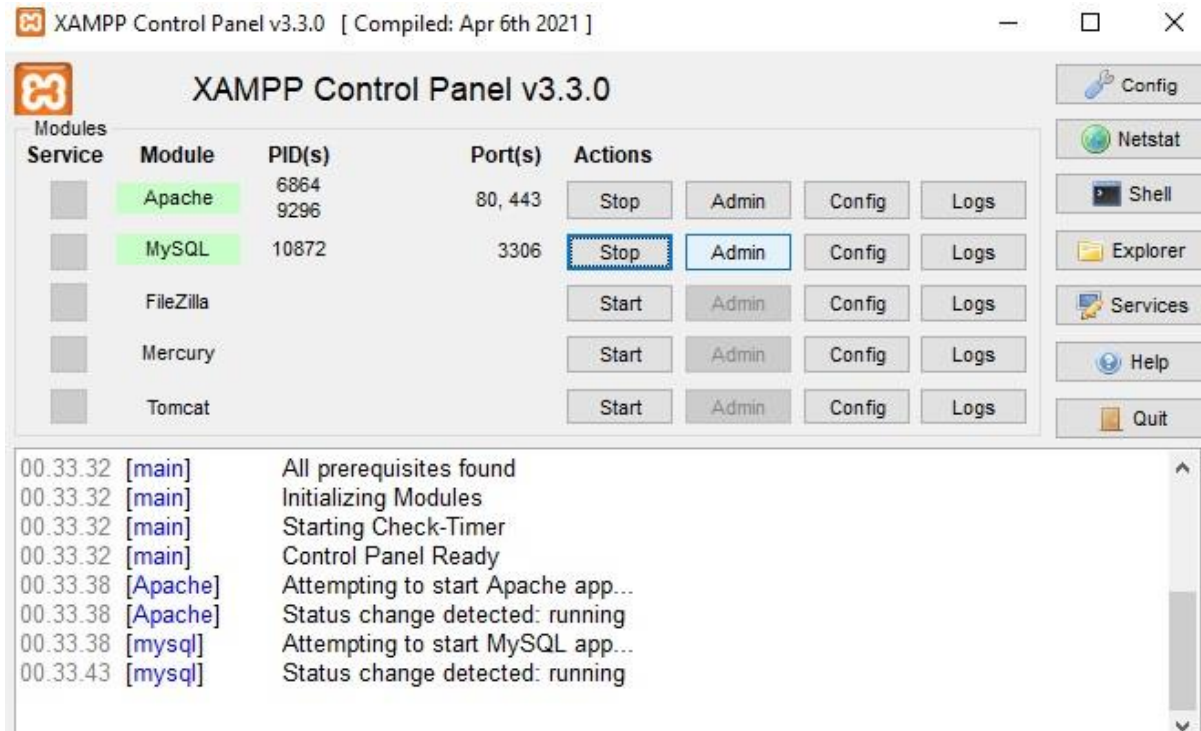 XAMPP Control Panel v3.3.0 [ Compiled: Apr 6th 2021 ]
XAMPP Control Panel v3.3.0
Config
Netstat
Shell
Explorer
Services
Help
Quit
Modules
Service Module PID(s) Port(s) Actions
Apache 6864 9296 80, 443 Stop Admin Config Logs
MySQL 10872 3306 Stop Admin Config Logs
FileZilla Start Admin Config Logs
Mercury Start Admin Config Logs
Tomcat Start Admin Config Logs
00.33.32 [main] All prerequisites found
00.33.32 [main] Initializing Modules
00.33.32 [main] Starting Check-Timer
00.33.32 [main] Control Panel Ready
00.33.38 [Apache] Attempting to start Apache app...
00.33.38 [Apache] Status change detected: running
00.33.38 [mysql] Attempting to start MySQL app...
00.33.43 [mysql] Status change detected: running